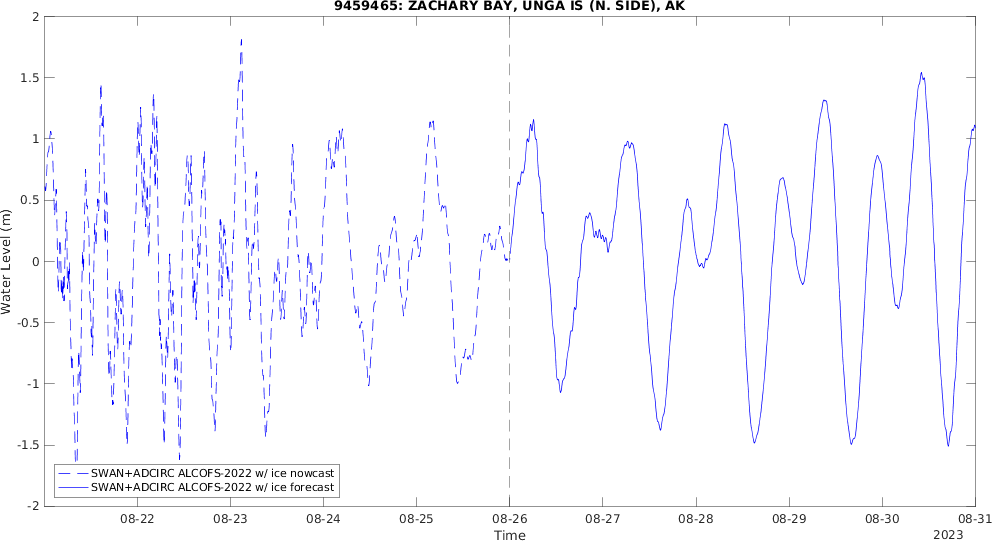 9459465: ZACHARY BAY, UNGA IS (N. SIDE), AK
Water Level (m)
2
1.5
1
0.5
0
-0.5
-1
-1.5
-2
SWAN+ADCIRC ALCOFS-2022 w/ ice nowcast
SWAN+ADCIRC ALCOFS-2022 w/ ice forecast
08-22 08-23 08-24 08-25 08-26 08-27 08-28 08-29 08-30 08-31
Time
2023